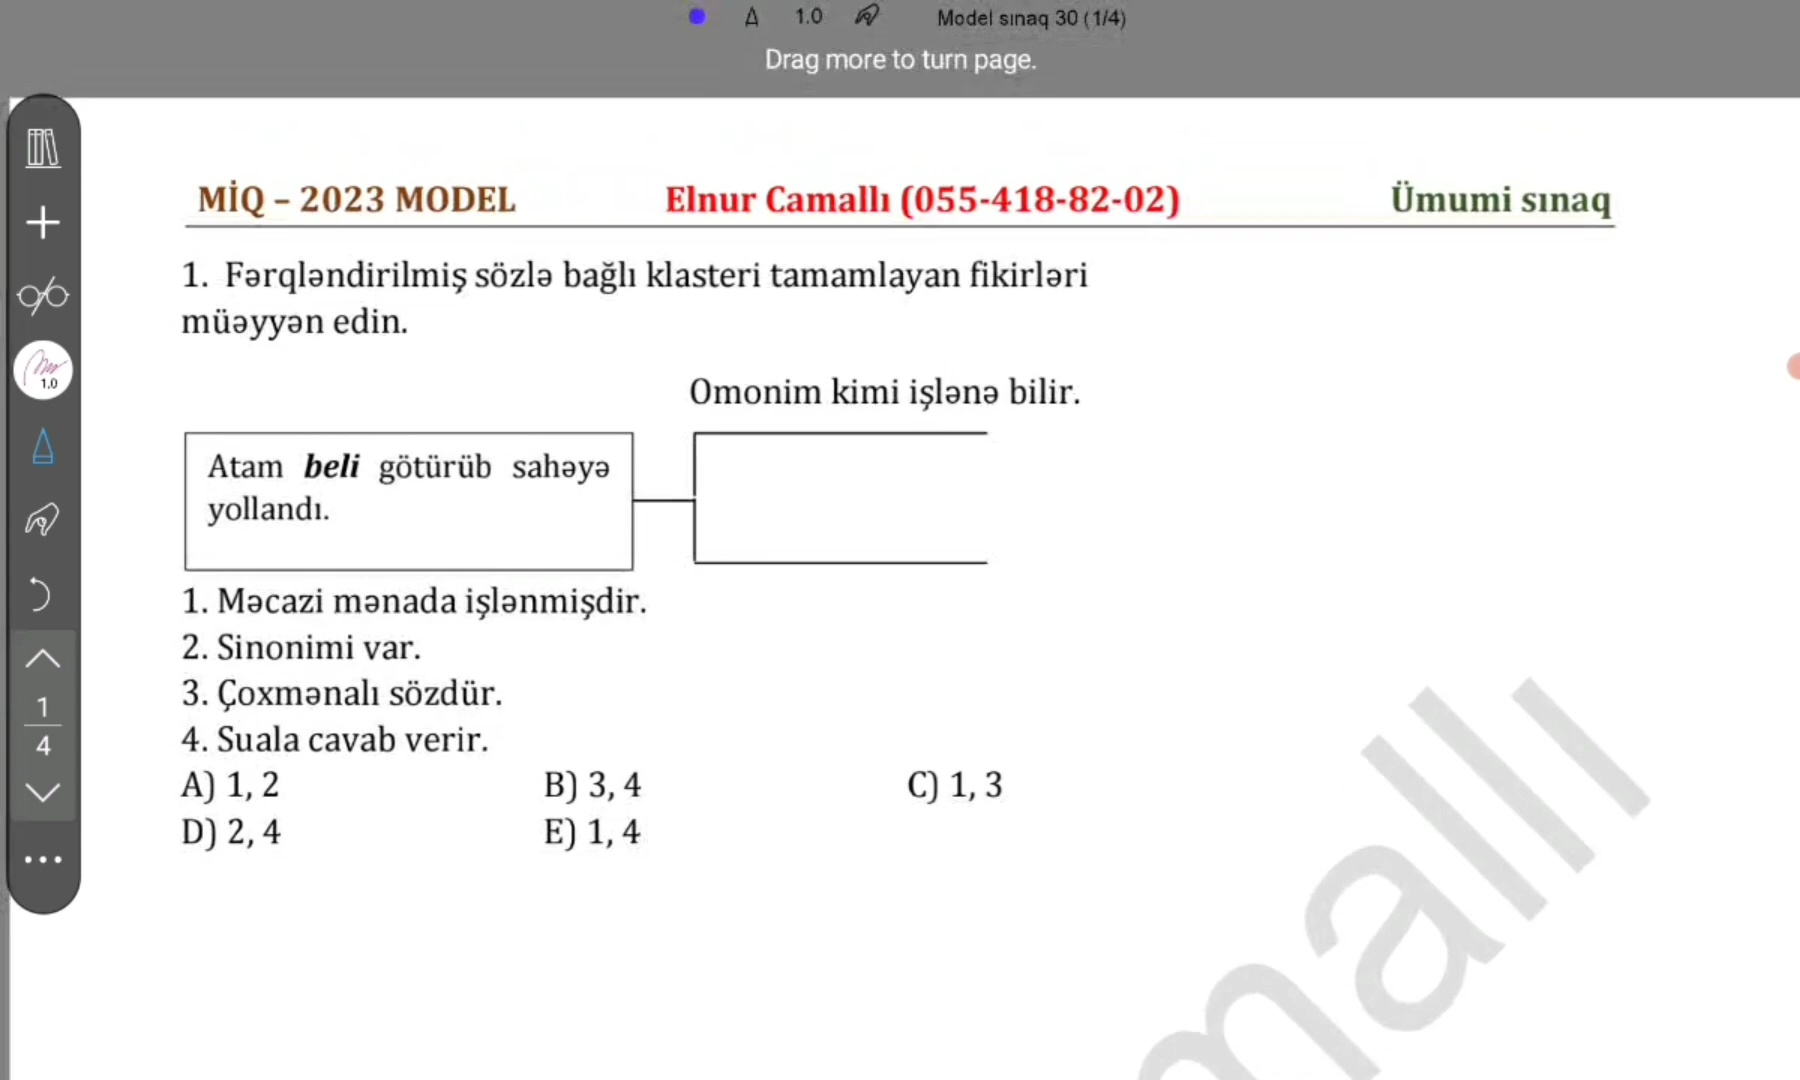 1.0 Model sınaq 30 (1/4)
Drag more to turn page.
MİQ – 2023 MODEL Elnur Camallı (055-418-82-02) Ümumi sınaq
1. Fərqləndirilmiş sözlə bağlı klasteri tamamlayan fikirləri
müəyyən edin.
Omonim kimi işlənə bilir.
Atam beli götürüb sahəyə
yollandı.
1. Məcazi mənada işlənmişdir.
2. Sinonimi var.
3. Çoxmənalı sözdür.
4. Suala cavab verir.
A) 1, 2 B) 3, 4 C) 1, 3
D) 2, 4 E) 1, 4
1.0
1
4
mallı